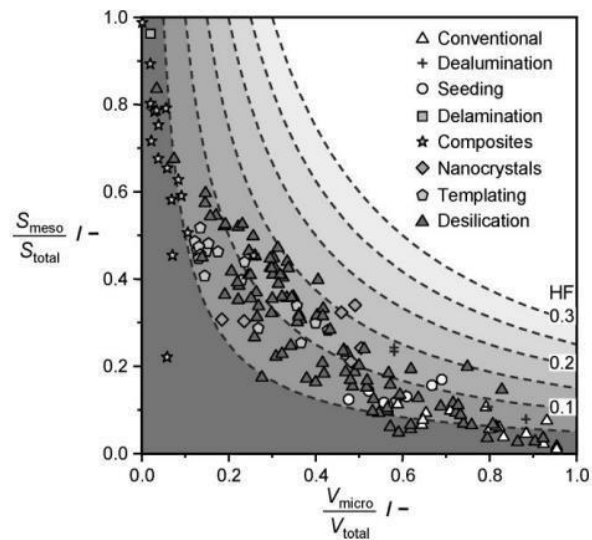 1.0
0.8
0.6
0.4
0.2
0.0
S_meso / S_total / –
Conventional
Dealumination
Seeding
Delamination
Composites
Nanocrystals
Templating
Desilication
HF
0.3
0.2
0.1
0.0 0.2 0.4 0.6 0.8 1.0
V_micro / V_total / –